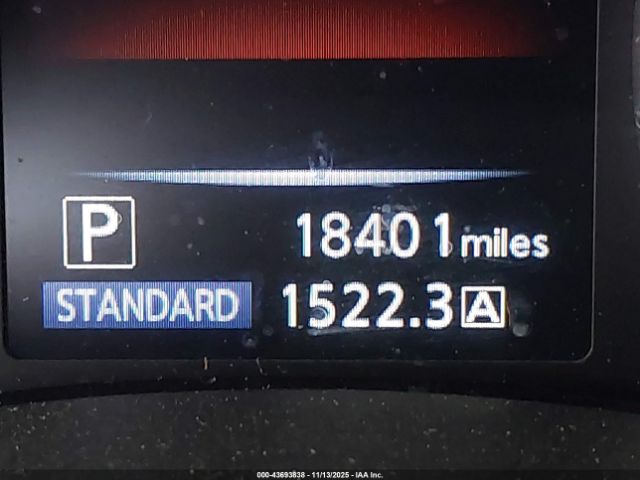 P 18401 miles
STANDARD 1522.3 A
000-43693838 - 11/13/2025 - IAA Inc.